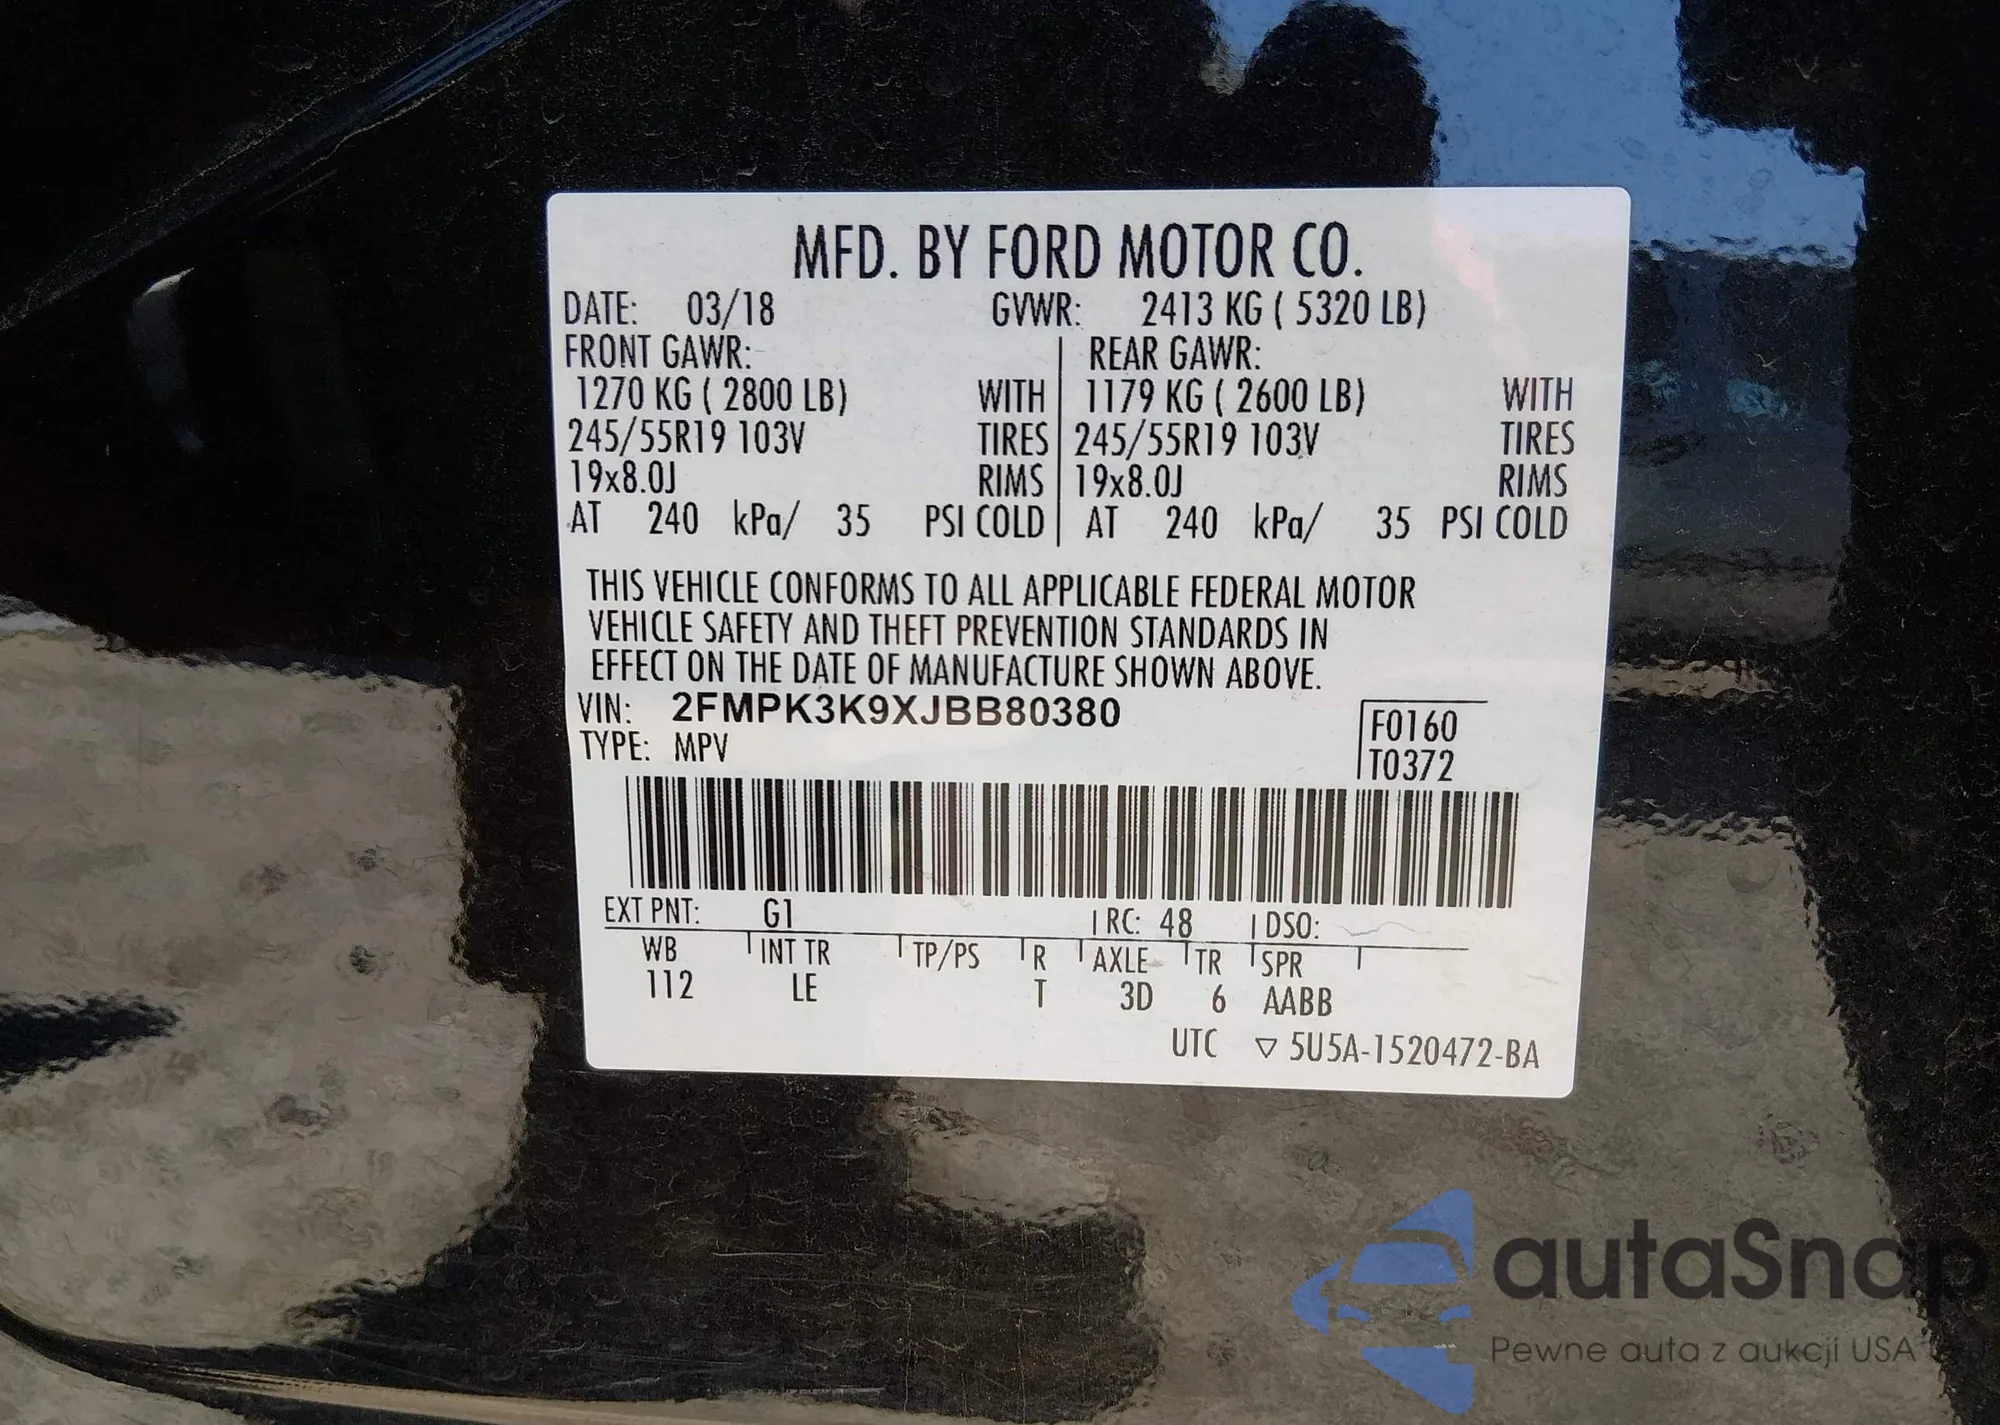 MFD. BY FORD MOTOR CO.
DATE: 03/18 GVWR: 2413 KG ( 5320 LB)
FRONT GAWR: REAR GAWR:
1270 KG ( 2800 LB) WITH 1179 KG ( 2600 LB) WITH
245/55R19 103V TIRES 245/55R19 103V TIRES
19x8.0J RIMS 19x8.0J RIMS
AT 240 kPa/ 35 PSI COLD AT 240 kPa/ 35 PSI COLD
THIS VEHICLE CONFORMS TO ALL APPLICABLE FEDERAL MOTOR
VEHICLE SAFETY AND THEFT PREVENTION STANDARDS IN
EFFECT ON THE DATE OF MANUFACTURE SHOWN ABOVE.
VIN: 2FMPK3K9XJBB80380 F0160
TYPE: MPV T0372
EXT PNT: G1 RC: 48 DSO:
WB INT TR TP/PS R AXLE TR SPR
112 LE T 3D 6 AABB
UTC ▽ 5U5A-1520472-BA
autaSnap
Pewne auta z aukcji USA